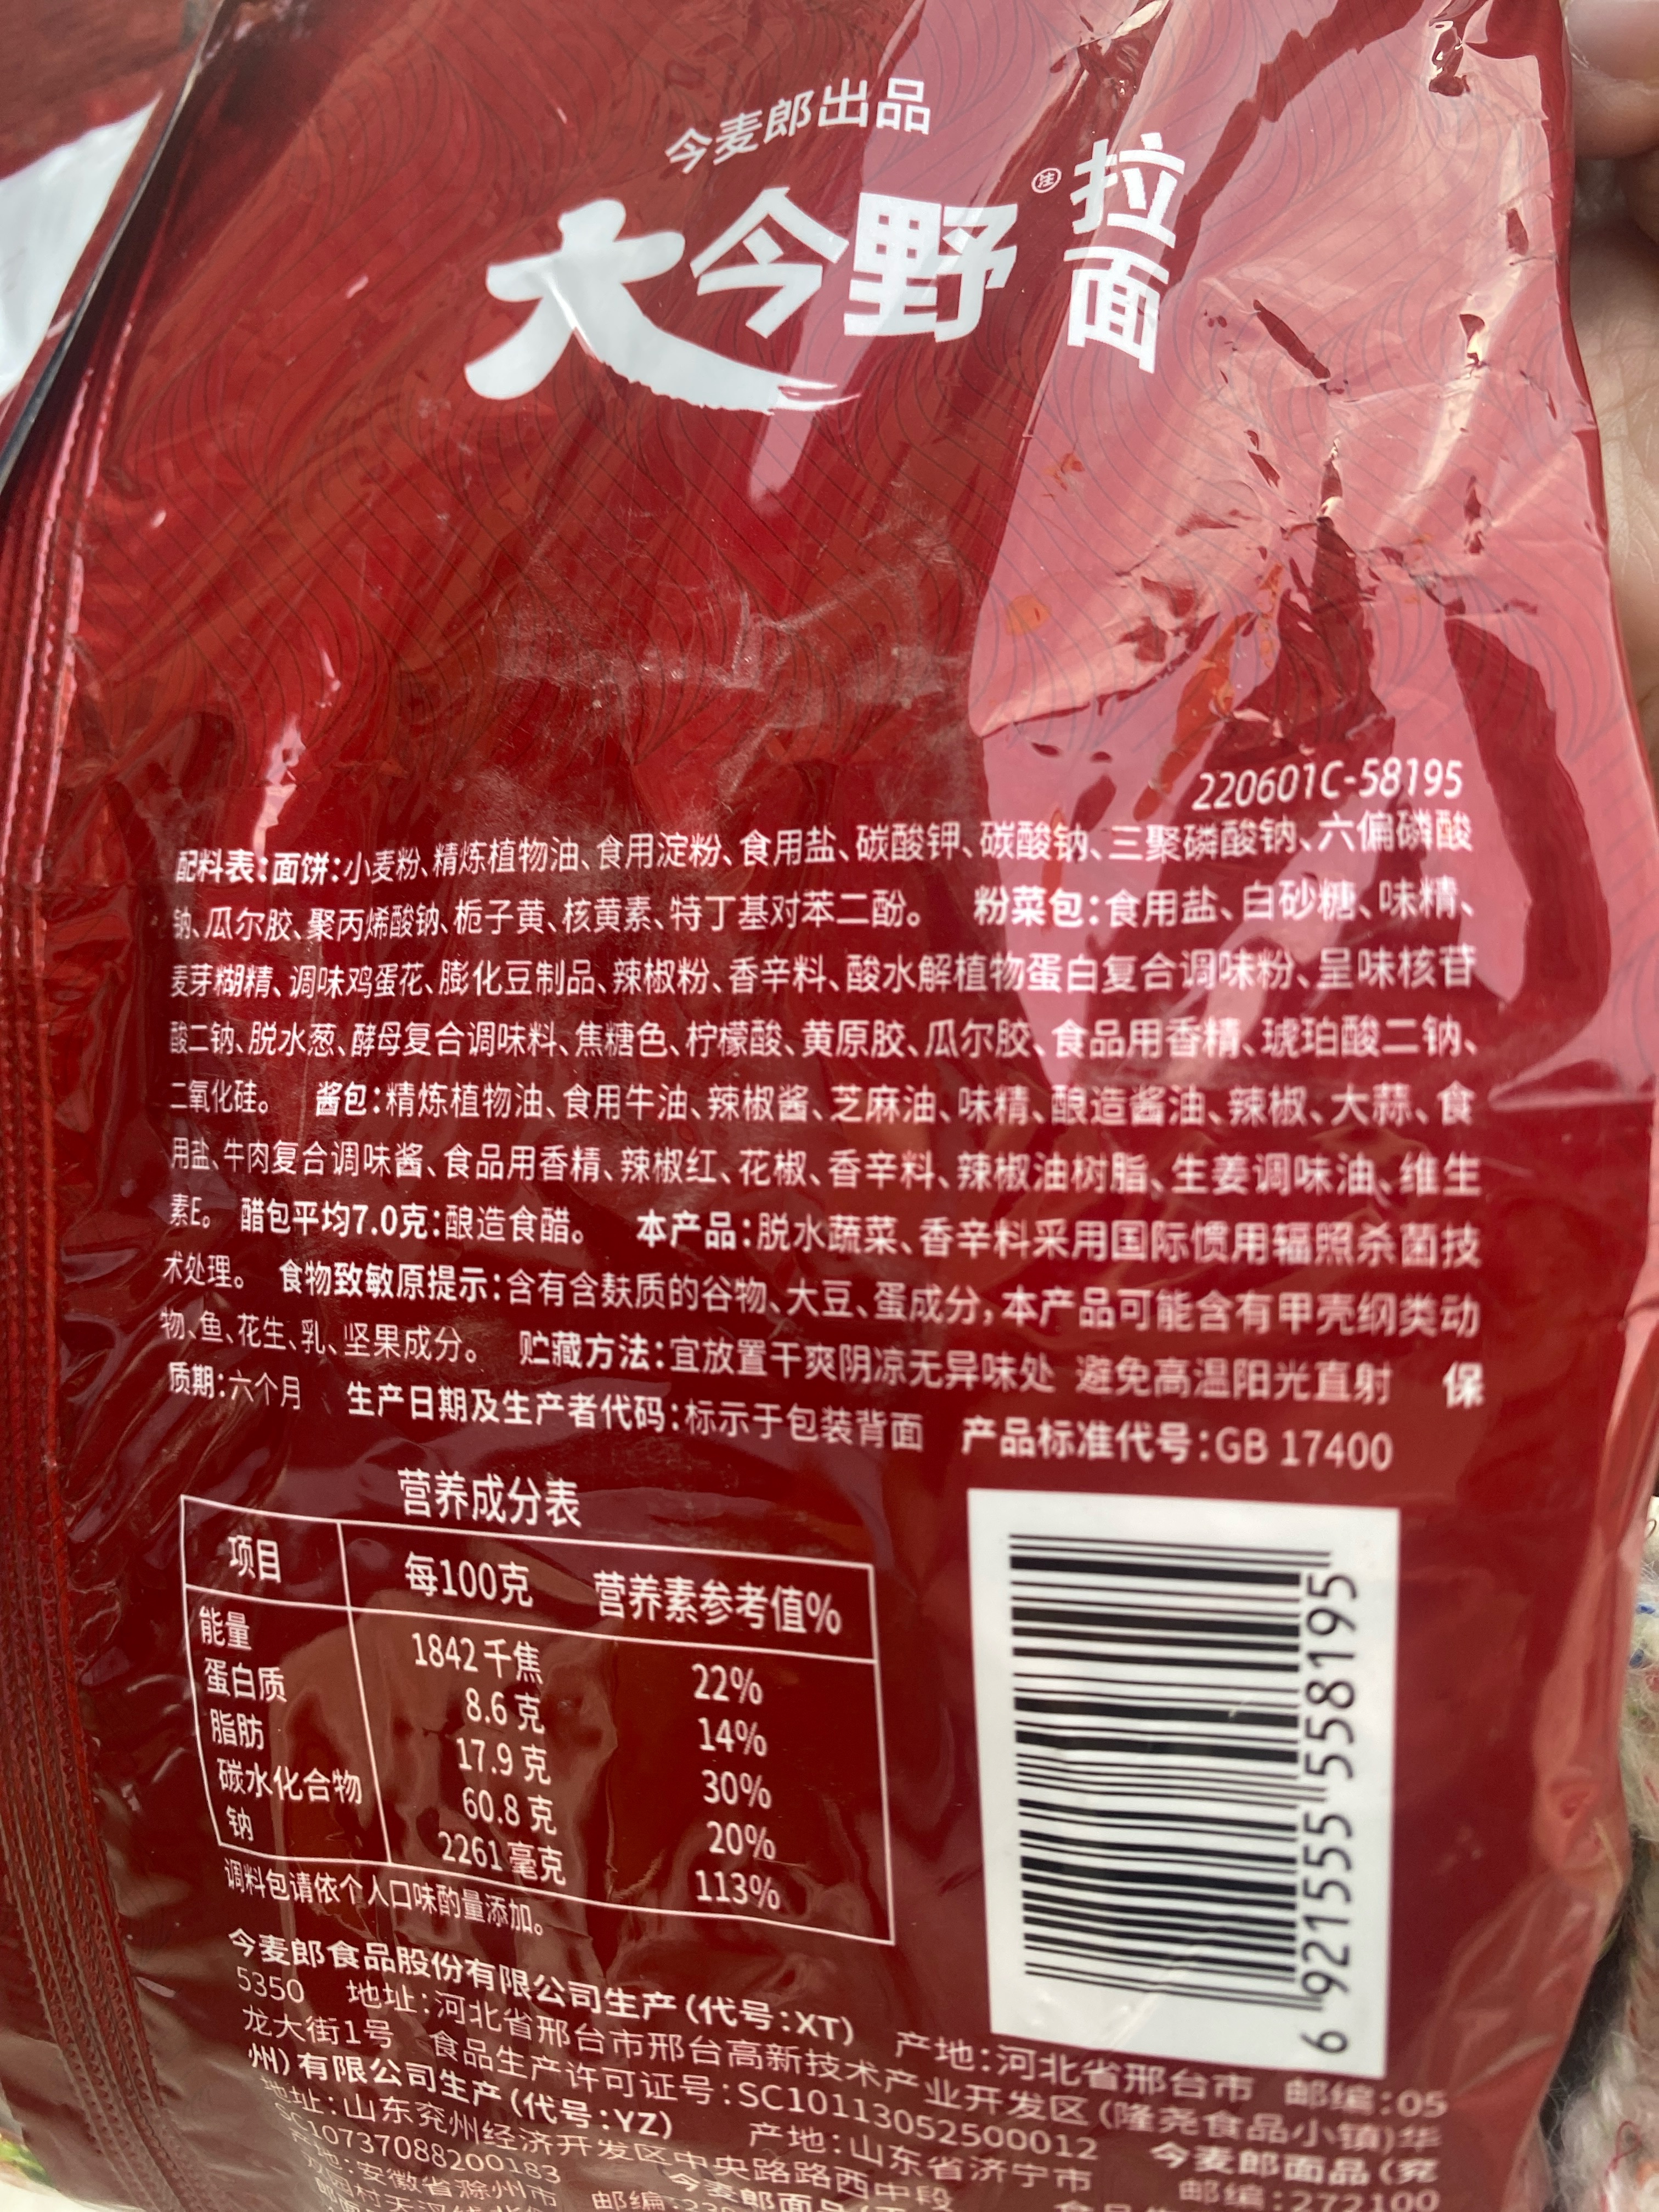 今麦郎出品
大今野®拉面
220601C-58195
配料表:面饼:小麦粉、精炼植物油、食用淀粉、食用盐、碳酸钾、碳酸钠、三聚磷酸钠、六偏磷酸
钠、瓜尔胶、聚丙烯酸钠、栀子黄、核黄素、特丁基对苯二酚。 粉菜包:食用盐、白砂糖、味精、
麦芽糊精、调味鸡蛋花、膨化豆制品、辣椒粉、香辛料、酸水解植物蛋白复合调味粉、呈味核苷
酸二钠、脱水葱、酵母复合调味料、焦糖色、柠檬酸、黄原胶、瓜尔胶、食品用香精、琥珀酸二钠、
二氧化硅。 酱包:精炼植物油、食用牛油、辣椒酱、芝麻油、味精、酿造酱油、辣椒、大蒜、食
用盐、牛肉复合调味酱、食品用香精、辣椒红、花椒、香辛料、辣椒油树脂、生姜调味油、维生
素E。 醋包平均7.0克:酿造食醋。 本产品:脱水蔬菜、香辛料采用国际惯用辐照杀菌技
术处理。 食物致敏原提示:含有含麸质的谷物、大豆、蛋成分,本产品可能含有甲壳纲类动
物、鱼、花生、乳、坚果成分。 贮藏方法:宜放置干爽阴凉无异味处 避免高温阳光直射 保
质期:六个月 生产日期及生产者代码:标示于包装背面 产品标准代号:GB 17400
营养成分表
项目 每100克 营养素参考值%
能量 1842千焦 22%
蛋白质 8.6克 14%
脂肪 17.9克 30%
碳水化合物 60.8克 20%
钠 2261毫克 113%
调料包请依个人口味酌量添加。
6 921555 558195
今麦郎食品股份有限公司生产(代号:XT) 产地:河北省邢台市 邮编:05
5350 地址:河北省邢台市邢台高新技术产业开发区(隆尧食品小镇)华
龙大街1号 食品生产许可证号:SC10113052500012 今麦郎面品(兖
州)有限公司生产(代号:YZ) 产地:山东省济宁市 邮编:272100
地址:山东兖州经济开发区中央路路西中段
SC10737088200183 今麦郎面品
产地:安徽省滁州市 邮编: